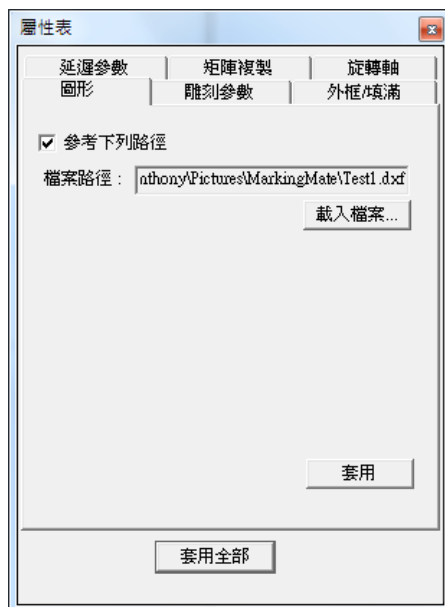 屬性表
延遲參數 矩陣複製 旋轉軸
圖形 雕刻參數 外框/填滿
參考下列路徑
檔案路徑： nthony\Pictures\MarkingMate\Test1.dxf
載入檔案...
套用
套用全部